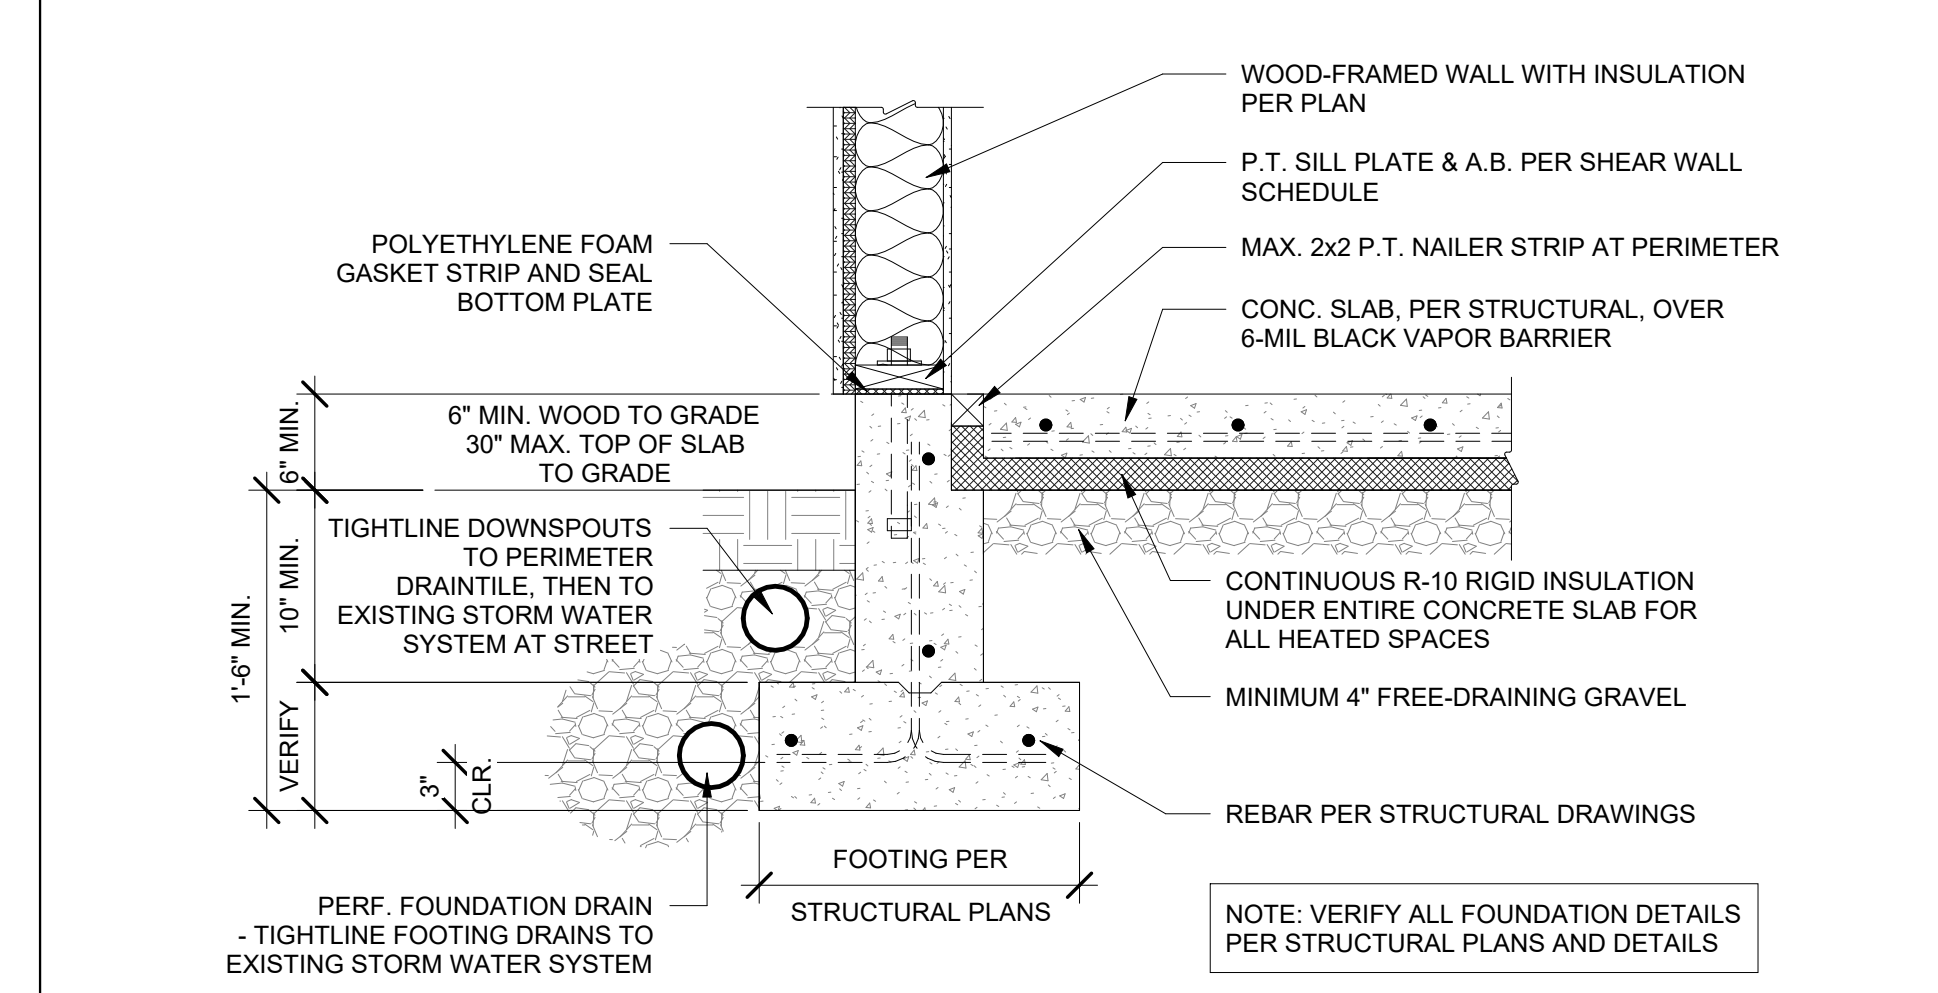 WOOD-FRAMED WALL WITH INSULATION
PER PLAN
P.T. SILL PLATE & A.B. PER SHEAR WALL
SCHEDULE
MAX. 2x2 P.T. NAILER STRIP AT PERIMETER
CONC. SLAB, PER STRUCTURAL, OVER
6-MIL BLACK VAPOR BARRIER
POLYETHYLENE FOAM
GASKET STRIP AND SEAL
BOTTOM PLATE
6" MIN.
6" MIN. WOOD TO GRADE
30" MAX. TOP OF SLAB
TO GRADE
TIGHTLINE DOWNSPOUTS
TO PERIMETER
DRAINTILE, THEN TO
EXISTING STORM WATER
SYSTEM AT STREET
10" MIN.
1'-6" MIN.
VERIFY
3"
CLR.
CONTINUOUS R-10 RIGID INSULATION
UNDER ENTIRE CONCRETE SLAB FOR
ALL HEATED SPACES
MINIMUM 4" FREE-DRAINING GRAVEL
REBAR PER STRUCTURAL DRAWINGS
FOOTING PER
STRUCTURAL PLANS
PERF. FOUNDATION DRAIN
- TIGHTLINE FOOTING DRAINS TO
EXISTING STORM WATER SYSTEM
NOTE: VERIFY ALL FOUNDATION DETAILS
PER STRUCTURAL PLANS AND DETAILS